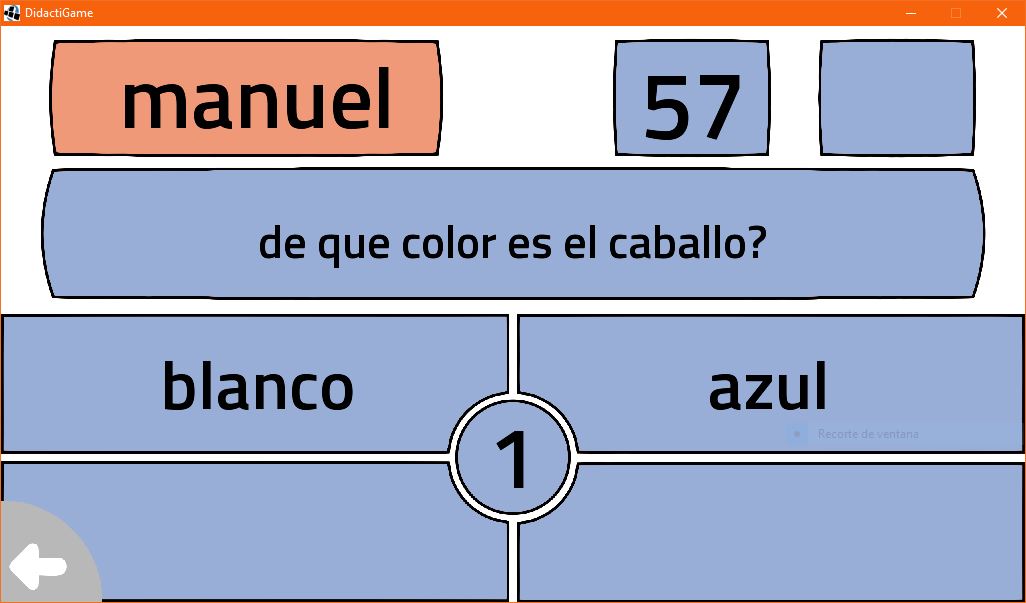 DidactiGame
manuel
57
de que color es el caballo?
blanco
azul
Recorte de ventana
1